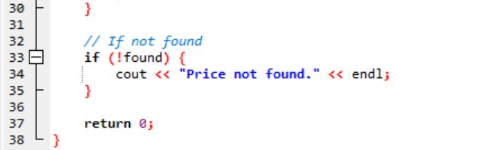 30 }
31
32 // If not found
33 if (!found) {
34 cout << "Price not found." << endl;
35 }
36
37 return 0;
38 }